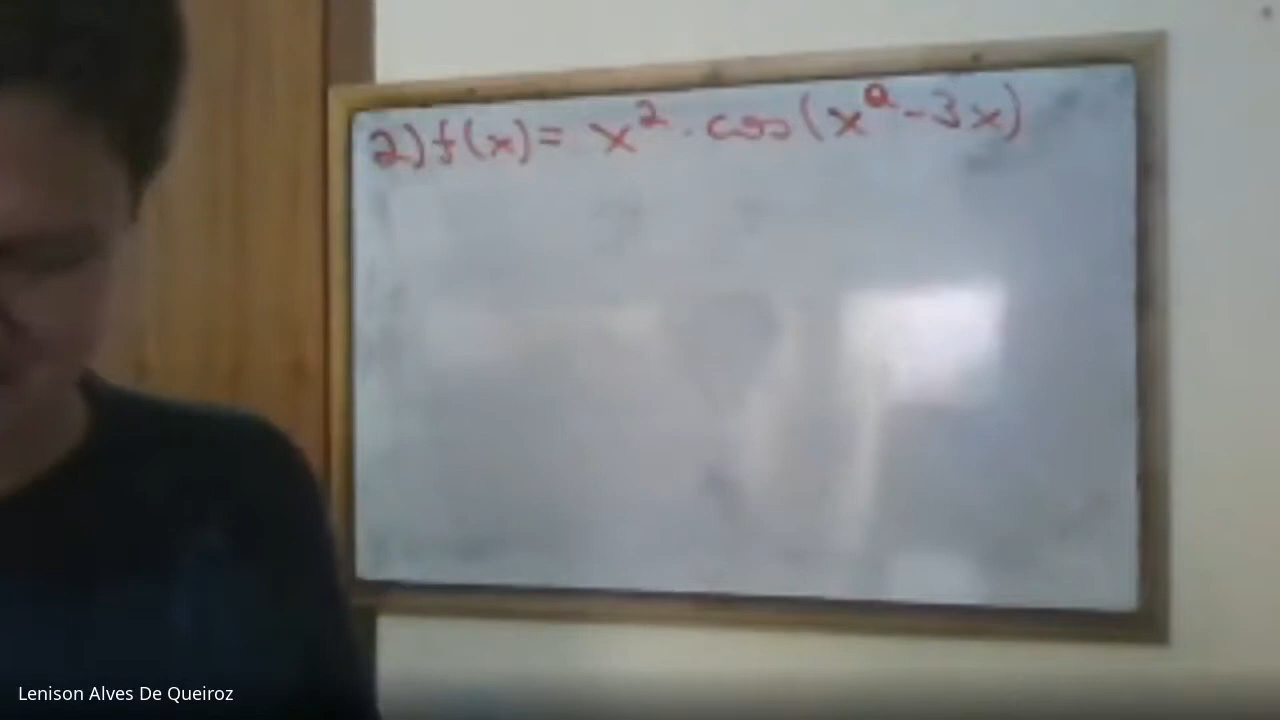 2) f(x) = x² · cos(x² - 3x)
Lenison Alves De Queiroz